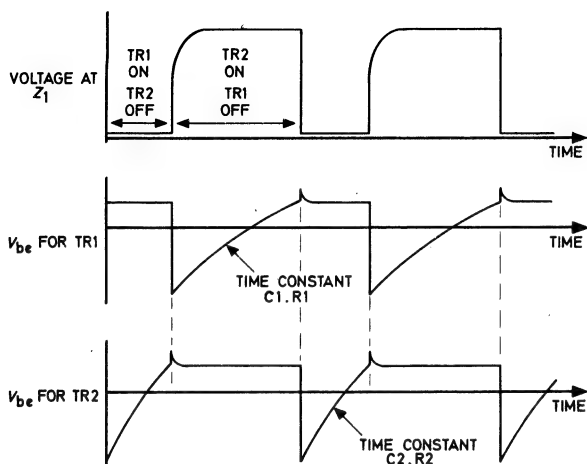 VOLTAGE AT
Z1
TR1
ON
TR2
OFF
TR2
ON
TR1
OFF
TIME
Vbe FOR TR1
TIME CONSTANT
C1.R1
TIME
Vbe FOR TR2
TIME CONSTANT
C2.R2
TIME